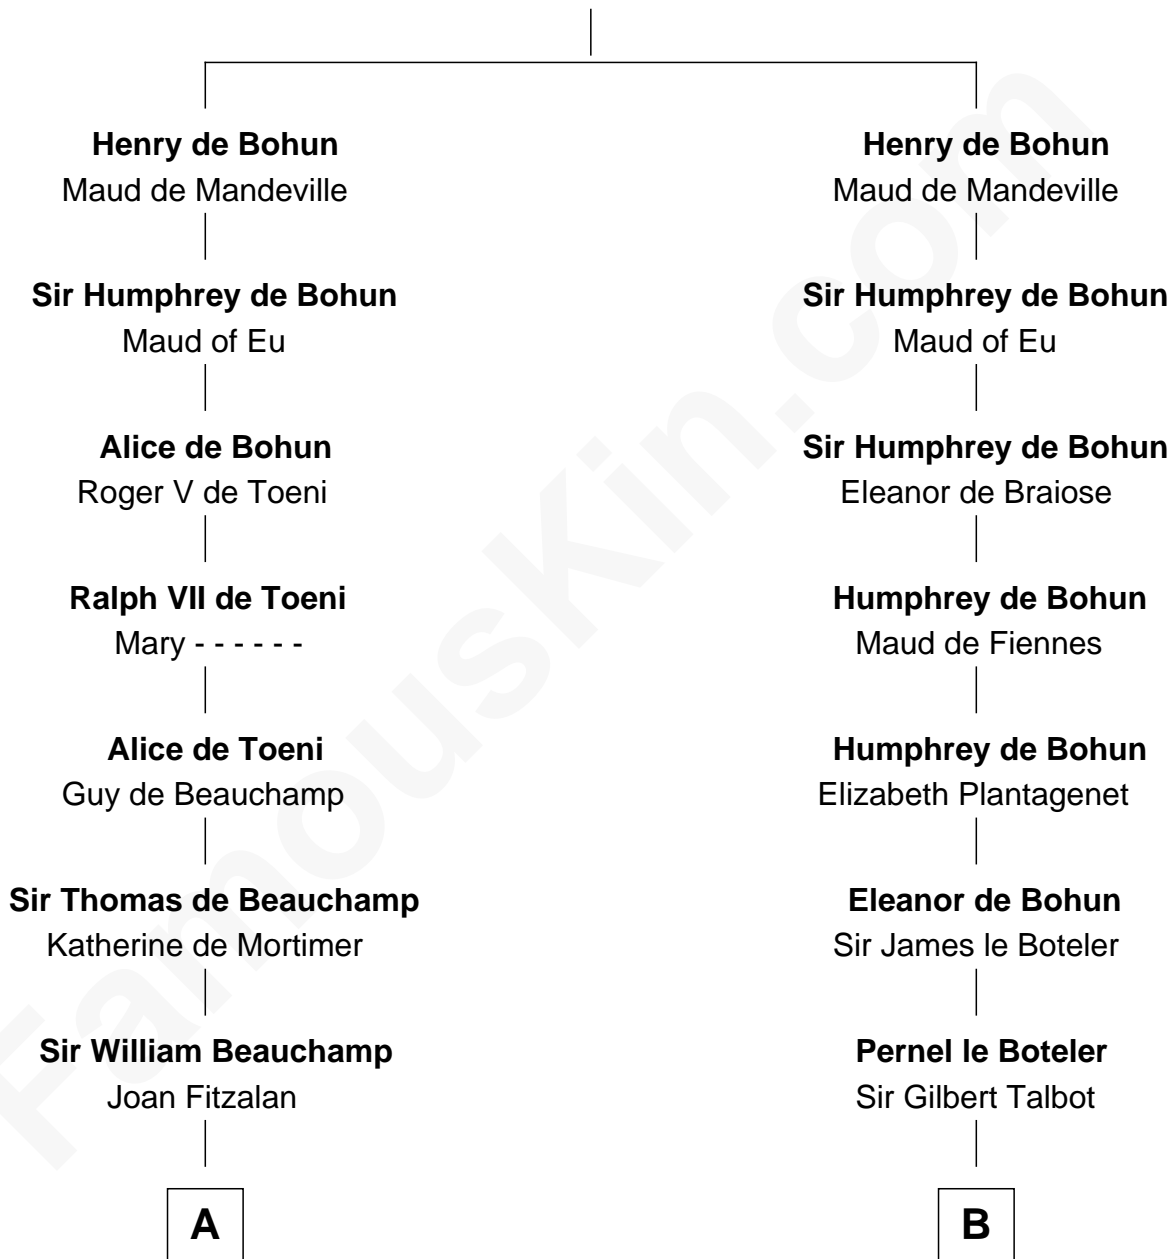 Henry de Bohun
Maud de Mandeville
Sir Humphrey de Bohun
Maud of Eu
Alice de Bohun
Roger V de Toeni
Ralph VII de Toeni
Mary - - - - - -
Alice de Toeni
Guy de Beauchamp
Sir Thomas de Beauchamp
Katherine de Mortimer
Sir William Beauchamp
Joan Fitzalan
A
Henry de Bohun
Maud de Mandeville
Sir Humphrey de Bohun
Maud of Eu
Sir Humphrey de Bohun
Eleanor de Braiose
Humphrey de Bohun
Maud de Fiennes
Humphrey de Bohun
Elizabeth Plantagenet
Eleanor de Bohun
Sir James le Boteler
Pernel le Boteler
Sir Gilbert Talbot
B
FamousKin.com